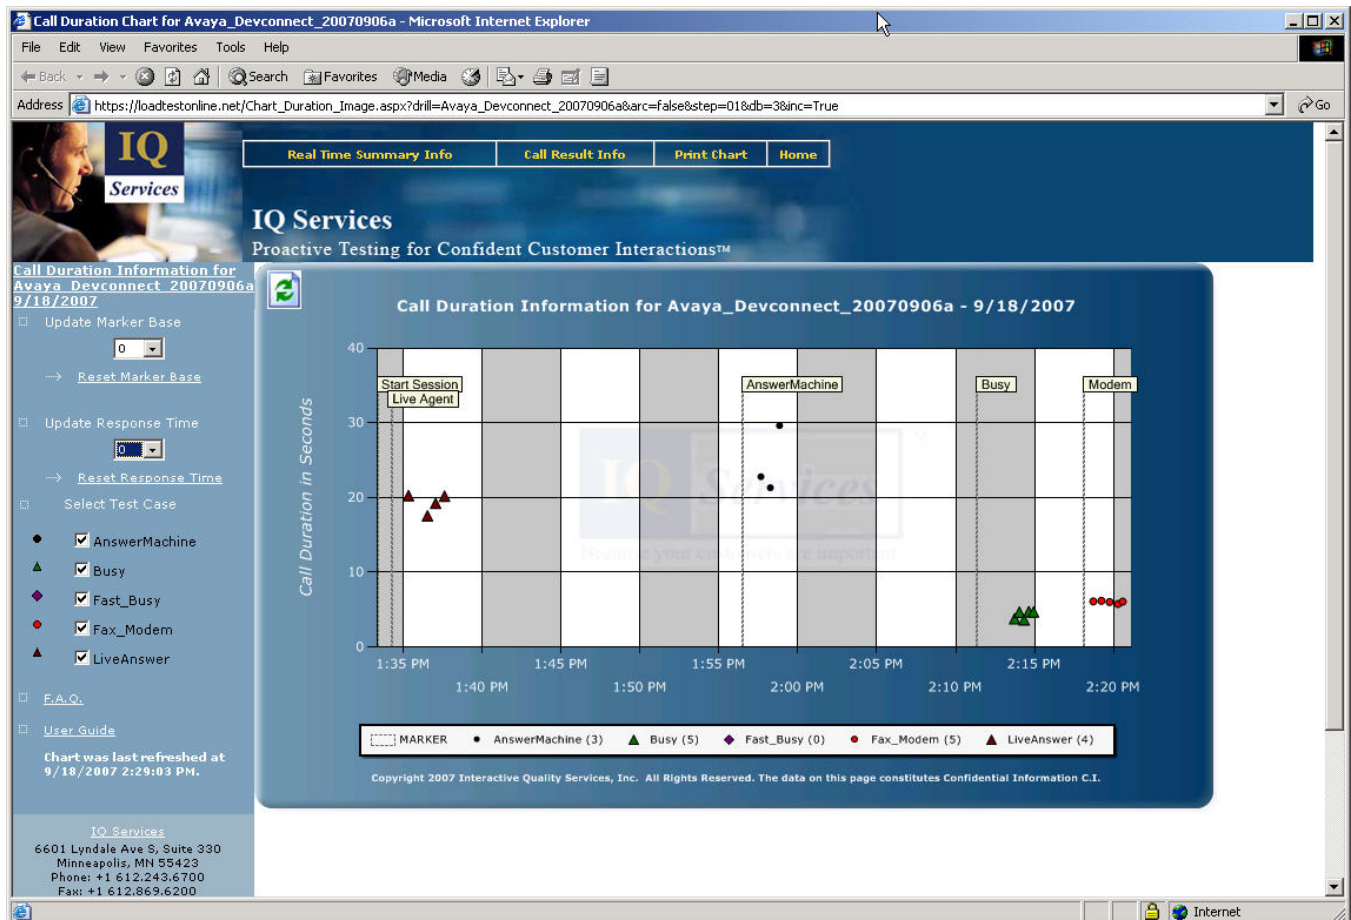 Call Duration Chart for Avaya_Devconnect_20070906a - Microsoft Internet Explorer
File Edit View Favorites Tools Help
Back Search Favorites Media
Address https://loadtestonline.net/Chart_Duration_Image.aspx?drill=Avaya_Devconnect_20070906a&arc=false&step=01&db=3&inc=True Go
IQ
Services
Real Time Summary Info Call Result Info Print Chart Home
IQ Services
Proactive Testing for Confident Customer Interactions™
Call Duration Information for
Avaya_Devconnect_20070906a
9/18/2007
Update Marker Base
0
Reset Marker Base
Update Response Time
0
Reset Response Time
Select Test Case
AnswerMachine
Busy
Fast_Busy
Fax_Modem
LiveAnswer
F.A.Q.
User Guide
Chart was last refreshed at
9/18/2007 2:29:03 PM.
IQ Services
6601 Lyndale Ave S, Suite 330
Minneapolis, MN 55423
Phone: +1 612.243.6700
Fax: +1 612.869.6200
Call Duration Information for Avaya_Devconnect_20070906a - 9/18/2007
Call Duration in Seconds
40
30
20
10
0
Start Session
Live Agent
AnswerMachine
Busy
Modem
IQ Services
Because your customers are important
1:35 PM 1:45 PM 1:55 PM 2:05 PM 2:15 PM
1:40 PM 1:50 PM 2:00 PM 2:10 PM 2:20 PM
MARKER AnswerMachine (3) Busy (5) Fast_Busy (0) Fax_Modem (5) LiveAnswer (4)
Copyright 2007 Interactive Quality Services, Inc. All Rights Reserved. The data on this page constitutes Confidential Information C.I.
Internet